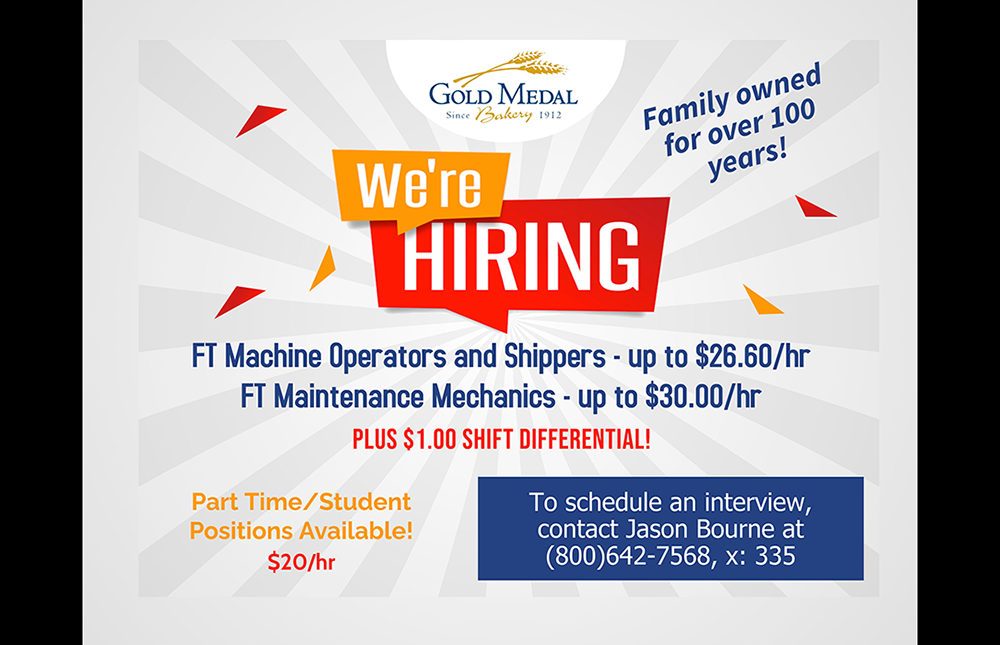 GOLD MEDAL
Since Bakery 1912
Family owned
for over 100
years!
We're
HIRING
FT Machine Operators and Shippers - up to $26.60/hr
FT Maintenance Mechanics - up to $30.00/hr
PLUS $1.00 SHIFT DIFFERENTIAL!
Part Time/Student
Positions Available!
$20/hr
To schedule an interview,
contact Jason Bourne at
(800)642-7568, x: 335